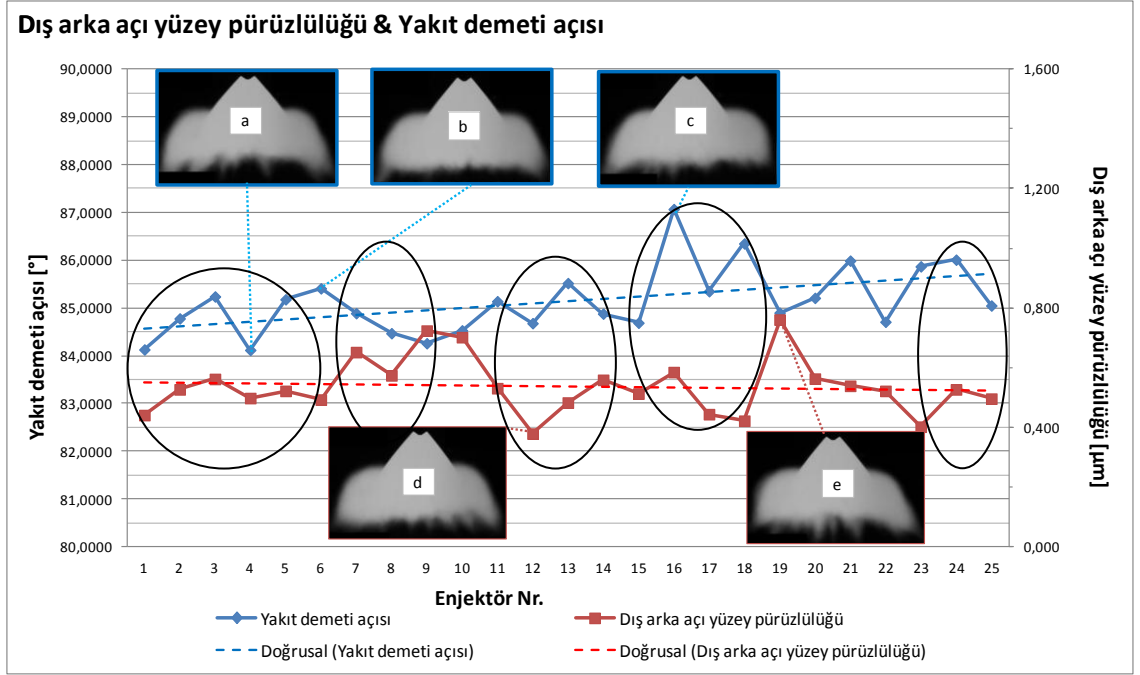 Dış arka açı yüzey pürüzlülüğü & Yakıt demeti açısı
90,0000
89,0000
88,0000
87,0000
86,0000
85,0000
84,0000
83,0000
82,0000
81,0000
80,0000
Yakıt demeti açısı [°]
a
b
c
d
e
1,600
1,200
0,800
0,400
0,000
Dış arka açı yüzey pürüzlülüğü [µm]
1 2 3 4 5 6 7 8 9 10 11 12 13 14 15 16 17 18 19 20 21 22 23 24 25
Enjektör Nr.
Yakıt demeti açısı
Dış arka açı yüzey pürüzlülüğü
Doğrusal (Yakıt demeti açısı)
Doğrusal (Dış arka açı yüzey pürüzlülüğü)